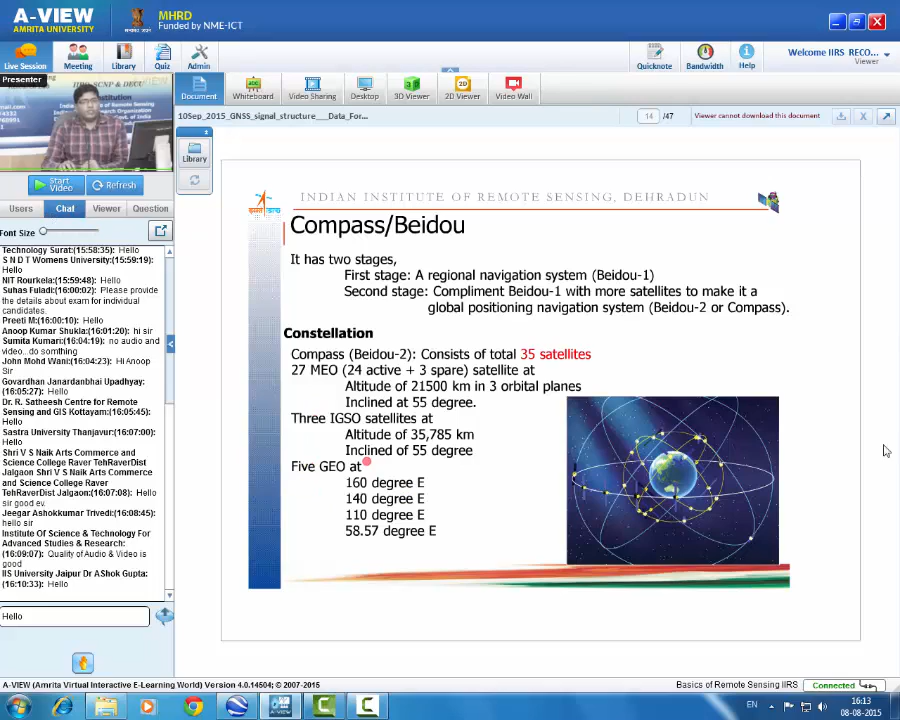 A-VIEW
AMRITA UNIVERSITY
MHRD
Funded by NME-ICT
Live Session
Meeting
Library
Quiz
Admin
Quicknote
Bandwidth
Help
Welcome IIRS_RECO...
Viewer
Presenter
Document
Whiteboard
Video Sharing
Desktop
3D Viewer
2D Viewer
Video Wall
10Sep_2015_GNSS_signal_structure___Data_For...
14 /47
Viewer cannot download this document
Library
Start Video
Refresh
Users
Chat
Viewer
Question
Font Size
Technology Surat:(15:58:35): Hello
S N D T Womens University:(15:59:19):
Hello
NIT Rourkela:(15:59:48): Hello
Suhas Fuladi:(16:00:02): Please provide
the details about exam for individual
candidates.
Preeti M:(16:00:10): Hello
Anoop Kumar Shukla:(16:01:20): hi sir
Sumita Kumari:(16:04:19): no audio and
video...do somthing
John Mohd Wani:(16:04:23): Hi Anoop
Sir
Govardhan Janardanbhai Upadhyay:
(16:05:27): Hello
Dr. R. Satheesh Centre for Remote
Sensing and GIS Kottayam:(16:05:45):
Hello
Sastra University Thanjavur:(16:07:00):
Hello
Shri V S Naik Arts Commerce and
Science College Raver TehRaverDist
Jalgaon Shri V S Naik Arts Commerce
and Science College Raver
TehRaverDist Jalgaon:(16:07:08): Hello
sir good ev.
Jeegar Ashokkumar Trivedi:(16:08:45):
hello sir
Institute Of Science & Technology For
Advanced Studies & Research:
(16:09:07): Quality of Audio & Video is
good
IIS University Jaipur Dr AShok Gupta:
(16:10:33): Hello
Hello
INDIAN INSTITUTE OF REMOTE SENSING, DEHRADUN
Compass/Beidou
It has two stages,
First stage: A regional navigation system (Beidou-1)
Second stage: Compliment Beidou-1 with more satellites to make it a
global positioning navigation system (Beidou-2 or Compass).
Constellation
Compass (Beidou-2): Consists of total 35 satellites
27 MEO (24 active + 3 spare) satellite at
Altitude of 21500 km in 3 orbital planes
Inclined at 55 degree.
Three IGSO satellites at
Altitude of 35,785 km
Inclined of 55 degree
Five GEO at
160 degree E
140 degree E
110 degree E
58.57 degree E
A-VIEW (Amrita Virtual Interactive E-Learning World) Version 4.0.14504; © 2007-2015
Basics of Remote Sensing IIRS
Connected
EN
16:13
08-08-2015